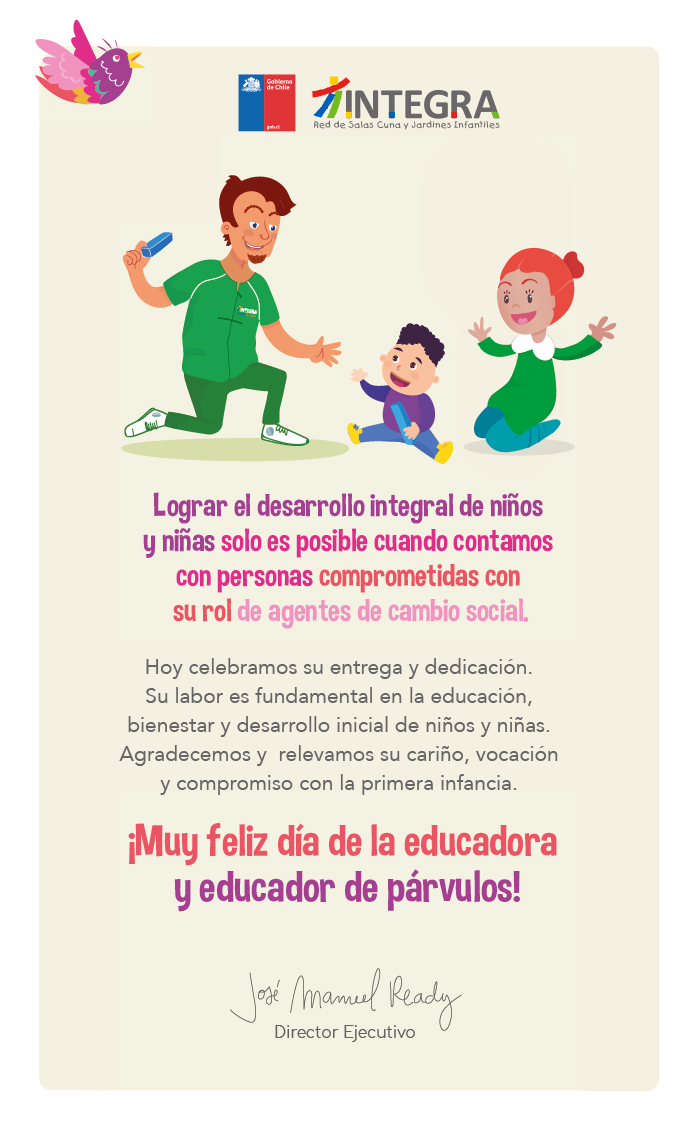 Gobierno
de Chile
gob.cl
INTEGRA
Red de Salas Cuna y Jardines Infantiles
INTEGRA
Lograr el desarrollo integral de niños
y niñas solo es posible cuando contamos
con personas comprometidas con
su rol de agentes de cambio social.
Hoy celebramos su entrega y dedicación.
Su labor es fundamental en la educación,
bienestar y desarrollo inicial de niños y niñas.
Agradecemos y relevamos su cariño, vocación
y compromiso con la primera infancia.
¡Muy feliz día de la educadora
y educador de párvulos!
José Manuel Ready
Director Ejecutivo